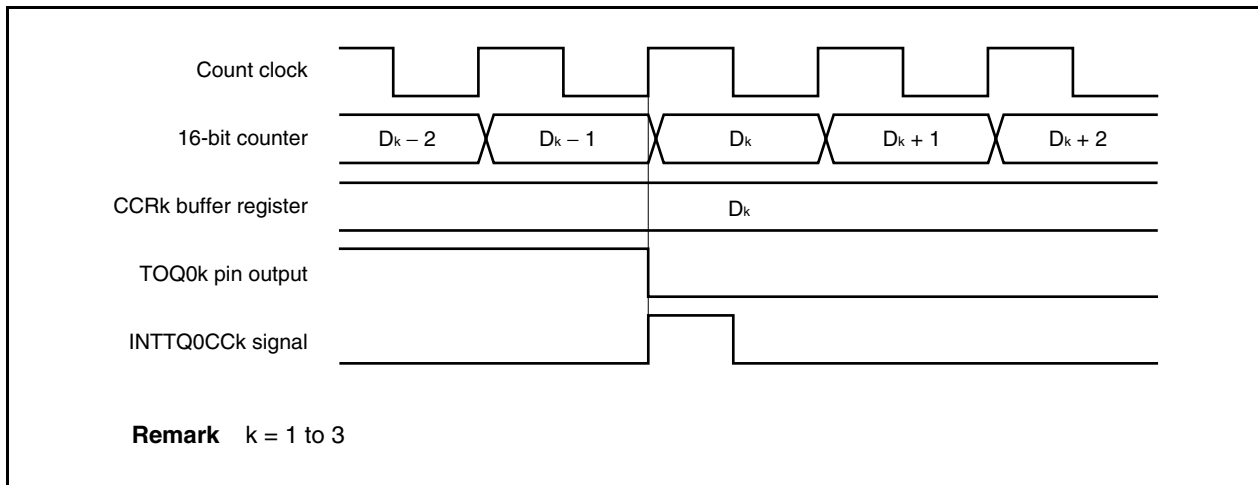 Count clock
16-bit counter
Dk − 2
Dk − 1
Dk
Dk + 1
Dk + 2
CCRk buffer register
Dk
TOQ0k pin output
INTTQ0CCk signal
Remark k = 1 to 3